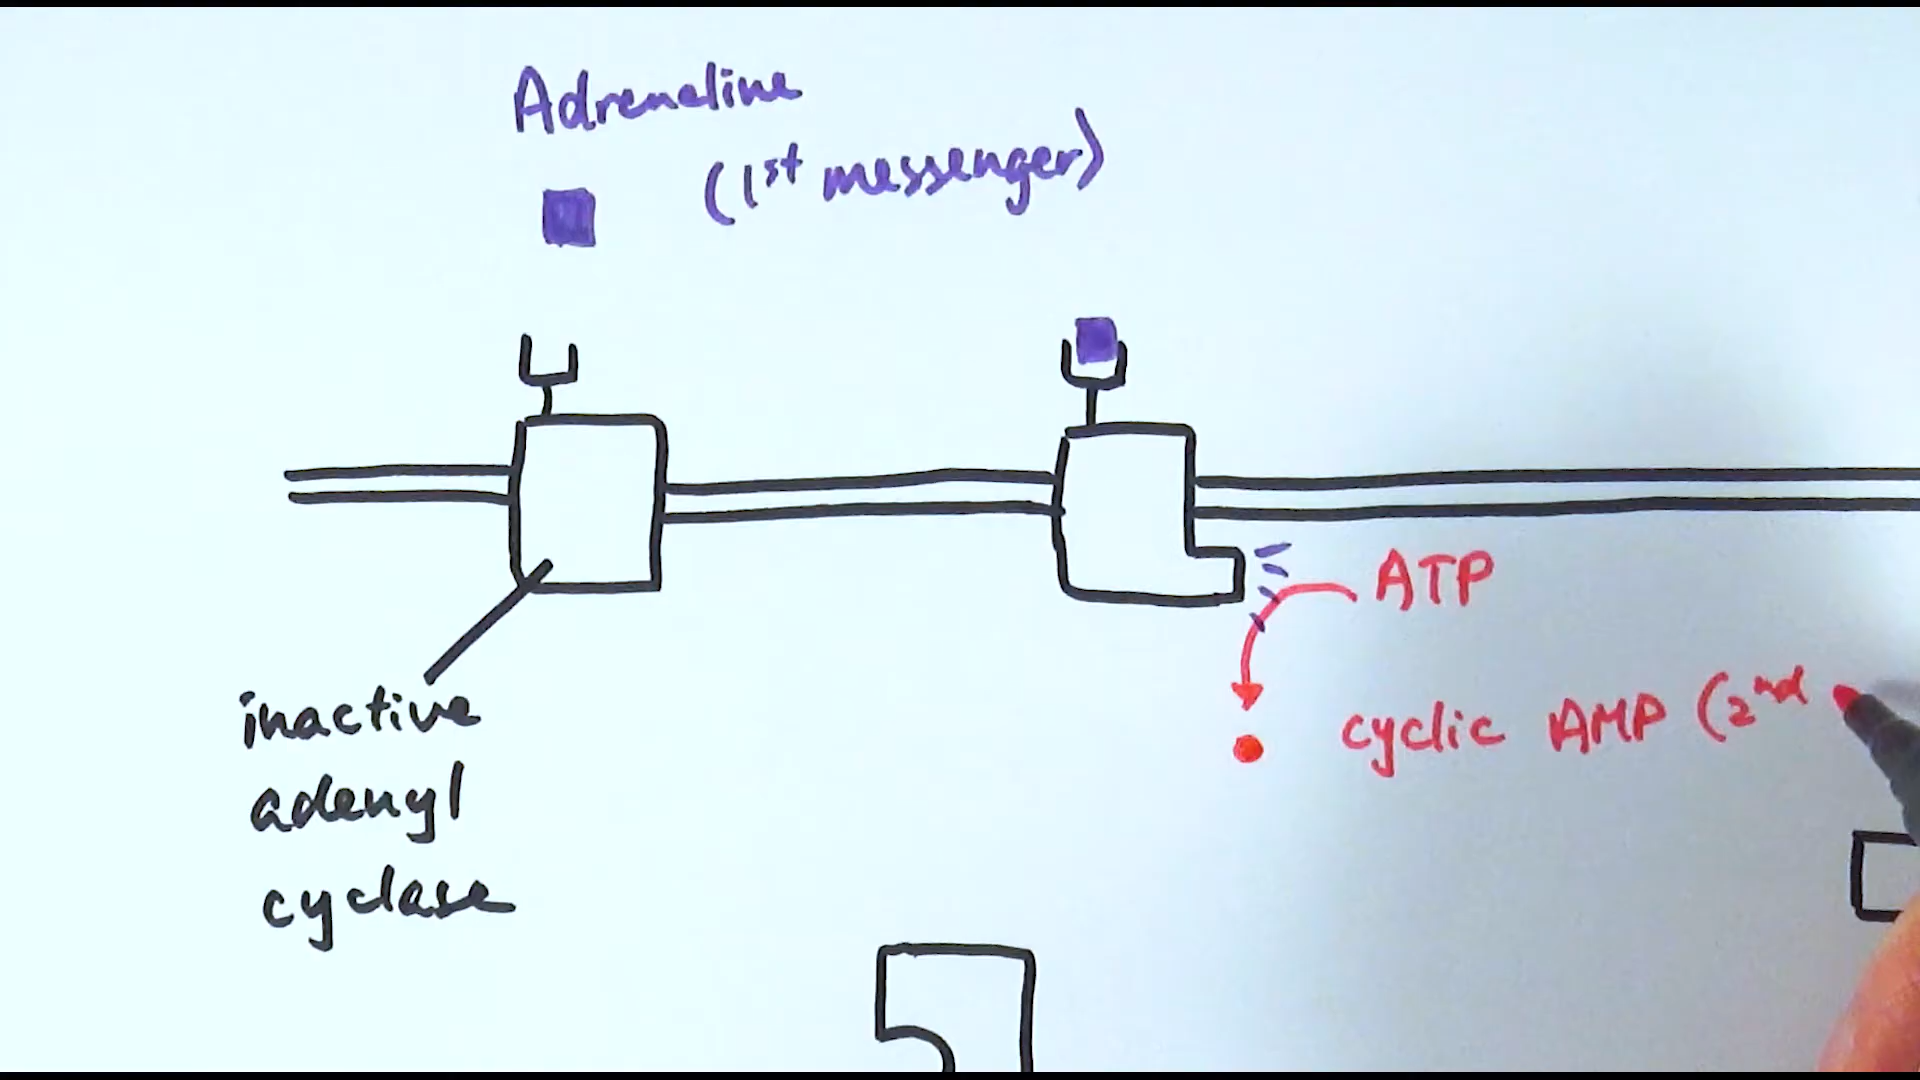 Adrenaline
(1st messenger)
ATP
cyclic AMP (2nd
inactive
adenyl
cyclase